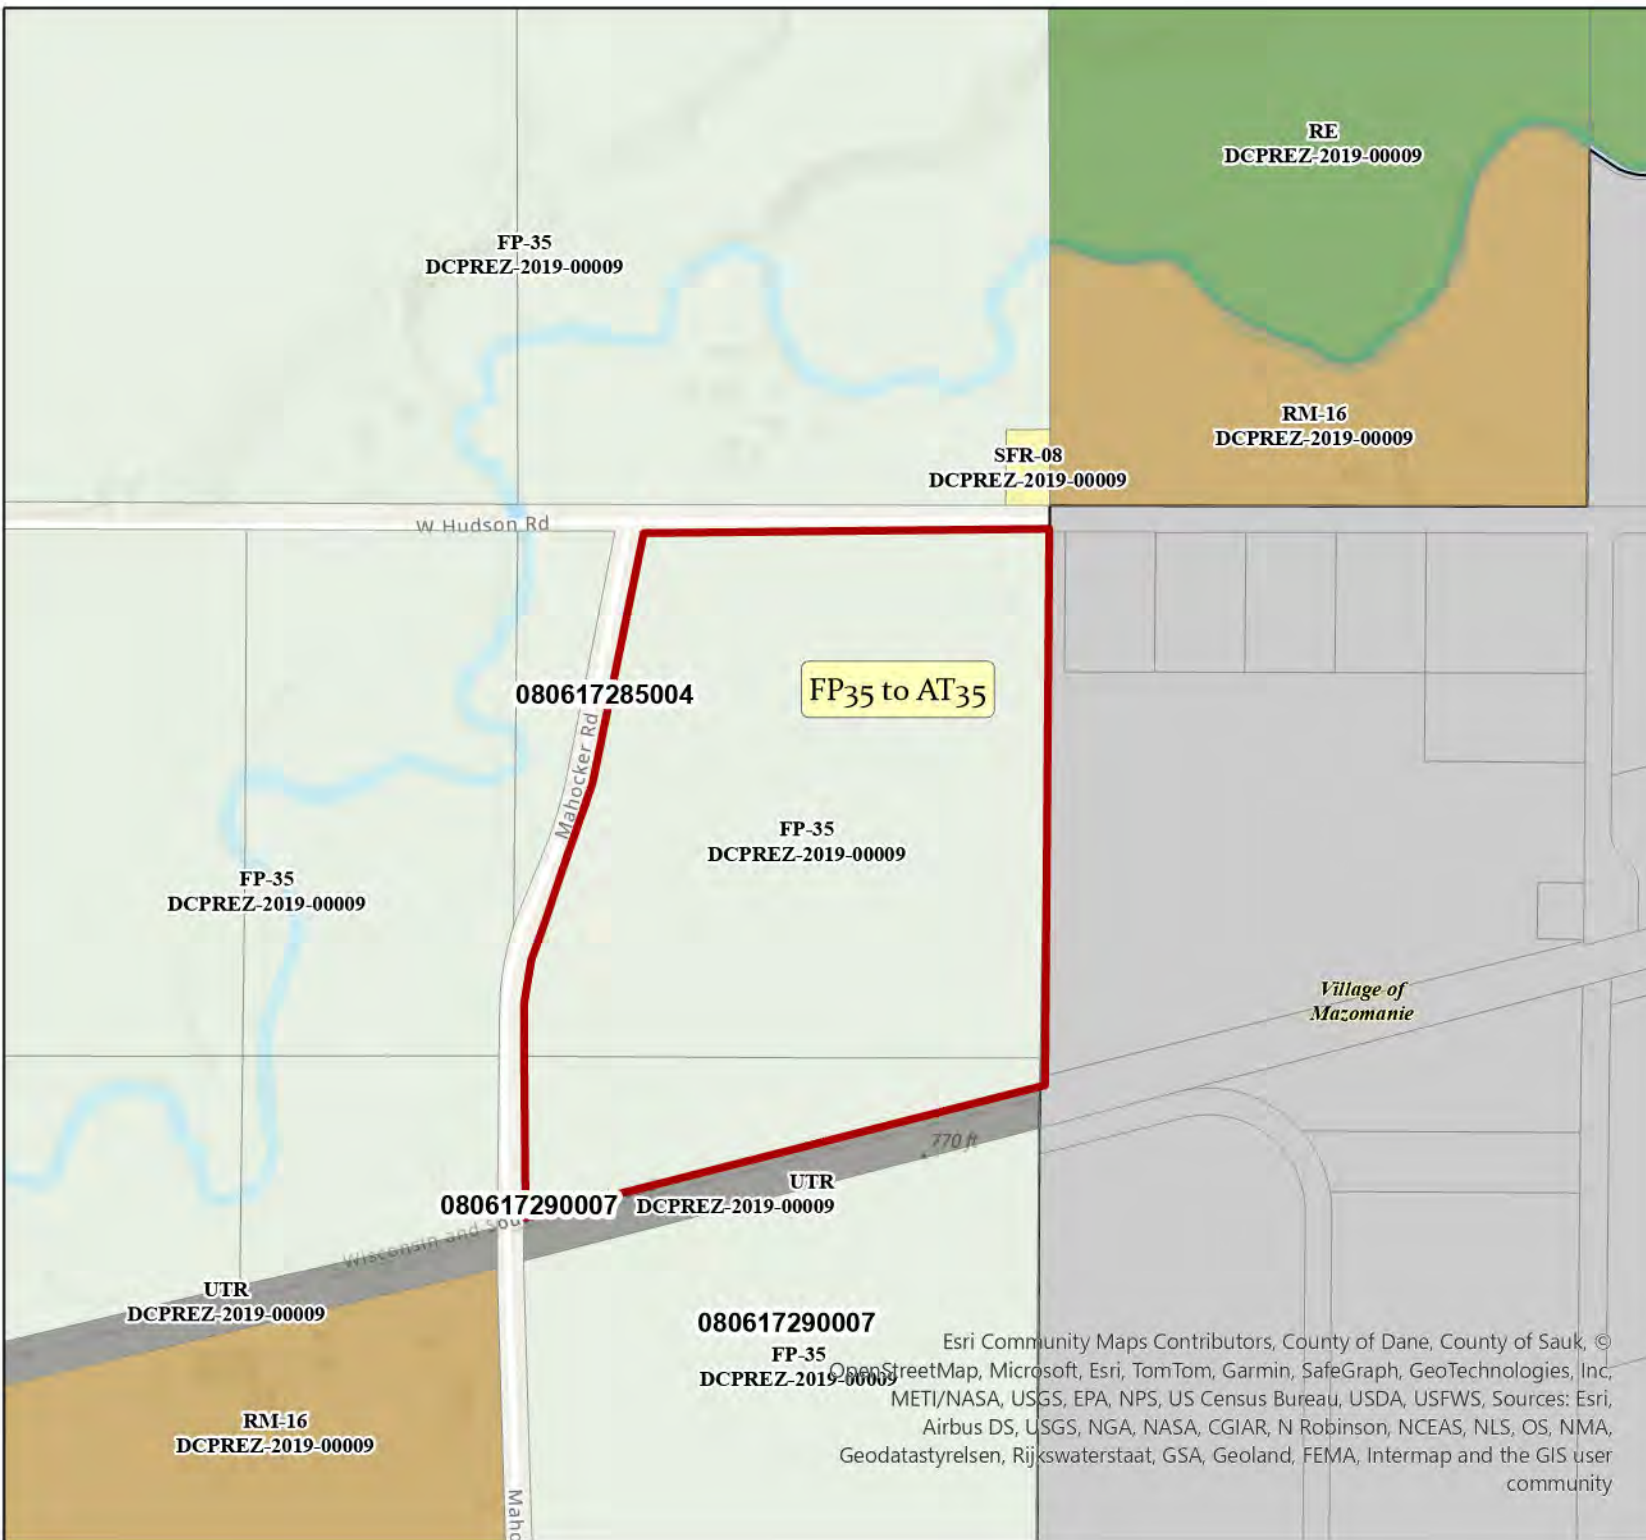 RE
DCPREZ-2019-00009
FP-35
DCPREZ-2019-00009
RM-16
DCPREZ-2019-00009
SFR-08
DCPREZ-2019-00009
W Hudson Rd
080617285004
FP35 to AT35
Mahocker Rd
FP-35
DCPREZ-2019-00009
FP-35
DCPREZ-2019-00009
Village of
Mazomanie
770 ft
UTR
DCPREZ-2019-00009
080617290007
Wisconsin and Sou
UTR
DCPREZ-2019-00009
080617290007
FP-35
DCPREZ-2019-00009
RM-16
DCPREZ-2019-00009
Maho
Esri Community Maps Contributors, County of Dane, County of Sauk, ©
OpenStreetMap, Microsoft, Esri, TomTom, Garmin, SafeGraph, GeoTechnologies, Inc,
METI/NASA, USGS, EPA, NPS, US Census Bureau, USDA, USFWS, Sources: Esri,
Airbus DS, USGS, NGA, NASA, CGIAR, N Robinson, NCEAS, NLS, OS, NMA,
Geodatastyrelsen, Rijkswaterstaat, GSA, Geoland, FEMA, Intermap and the GIS user
community